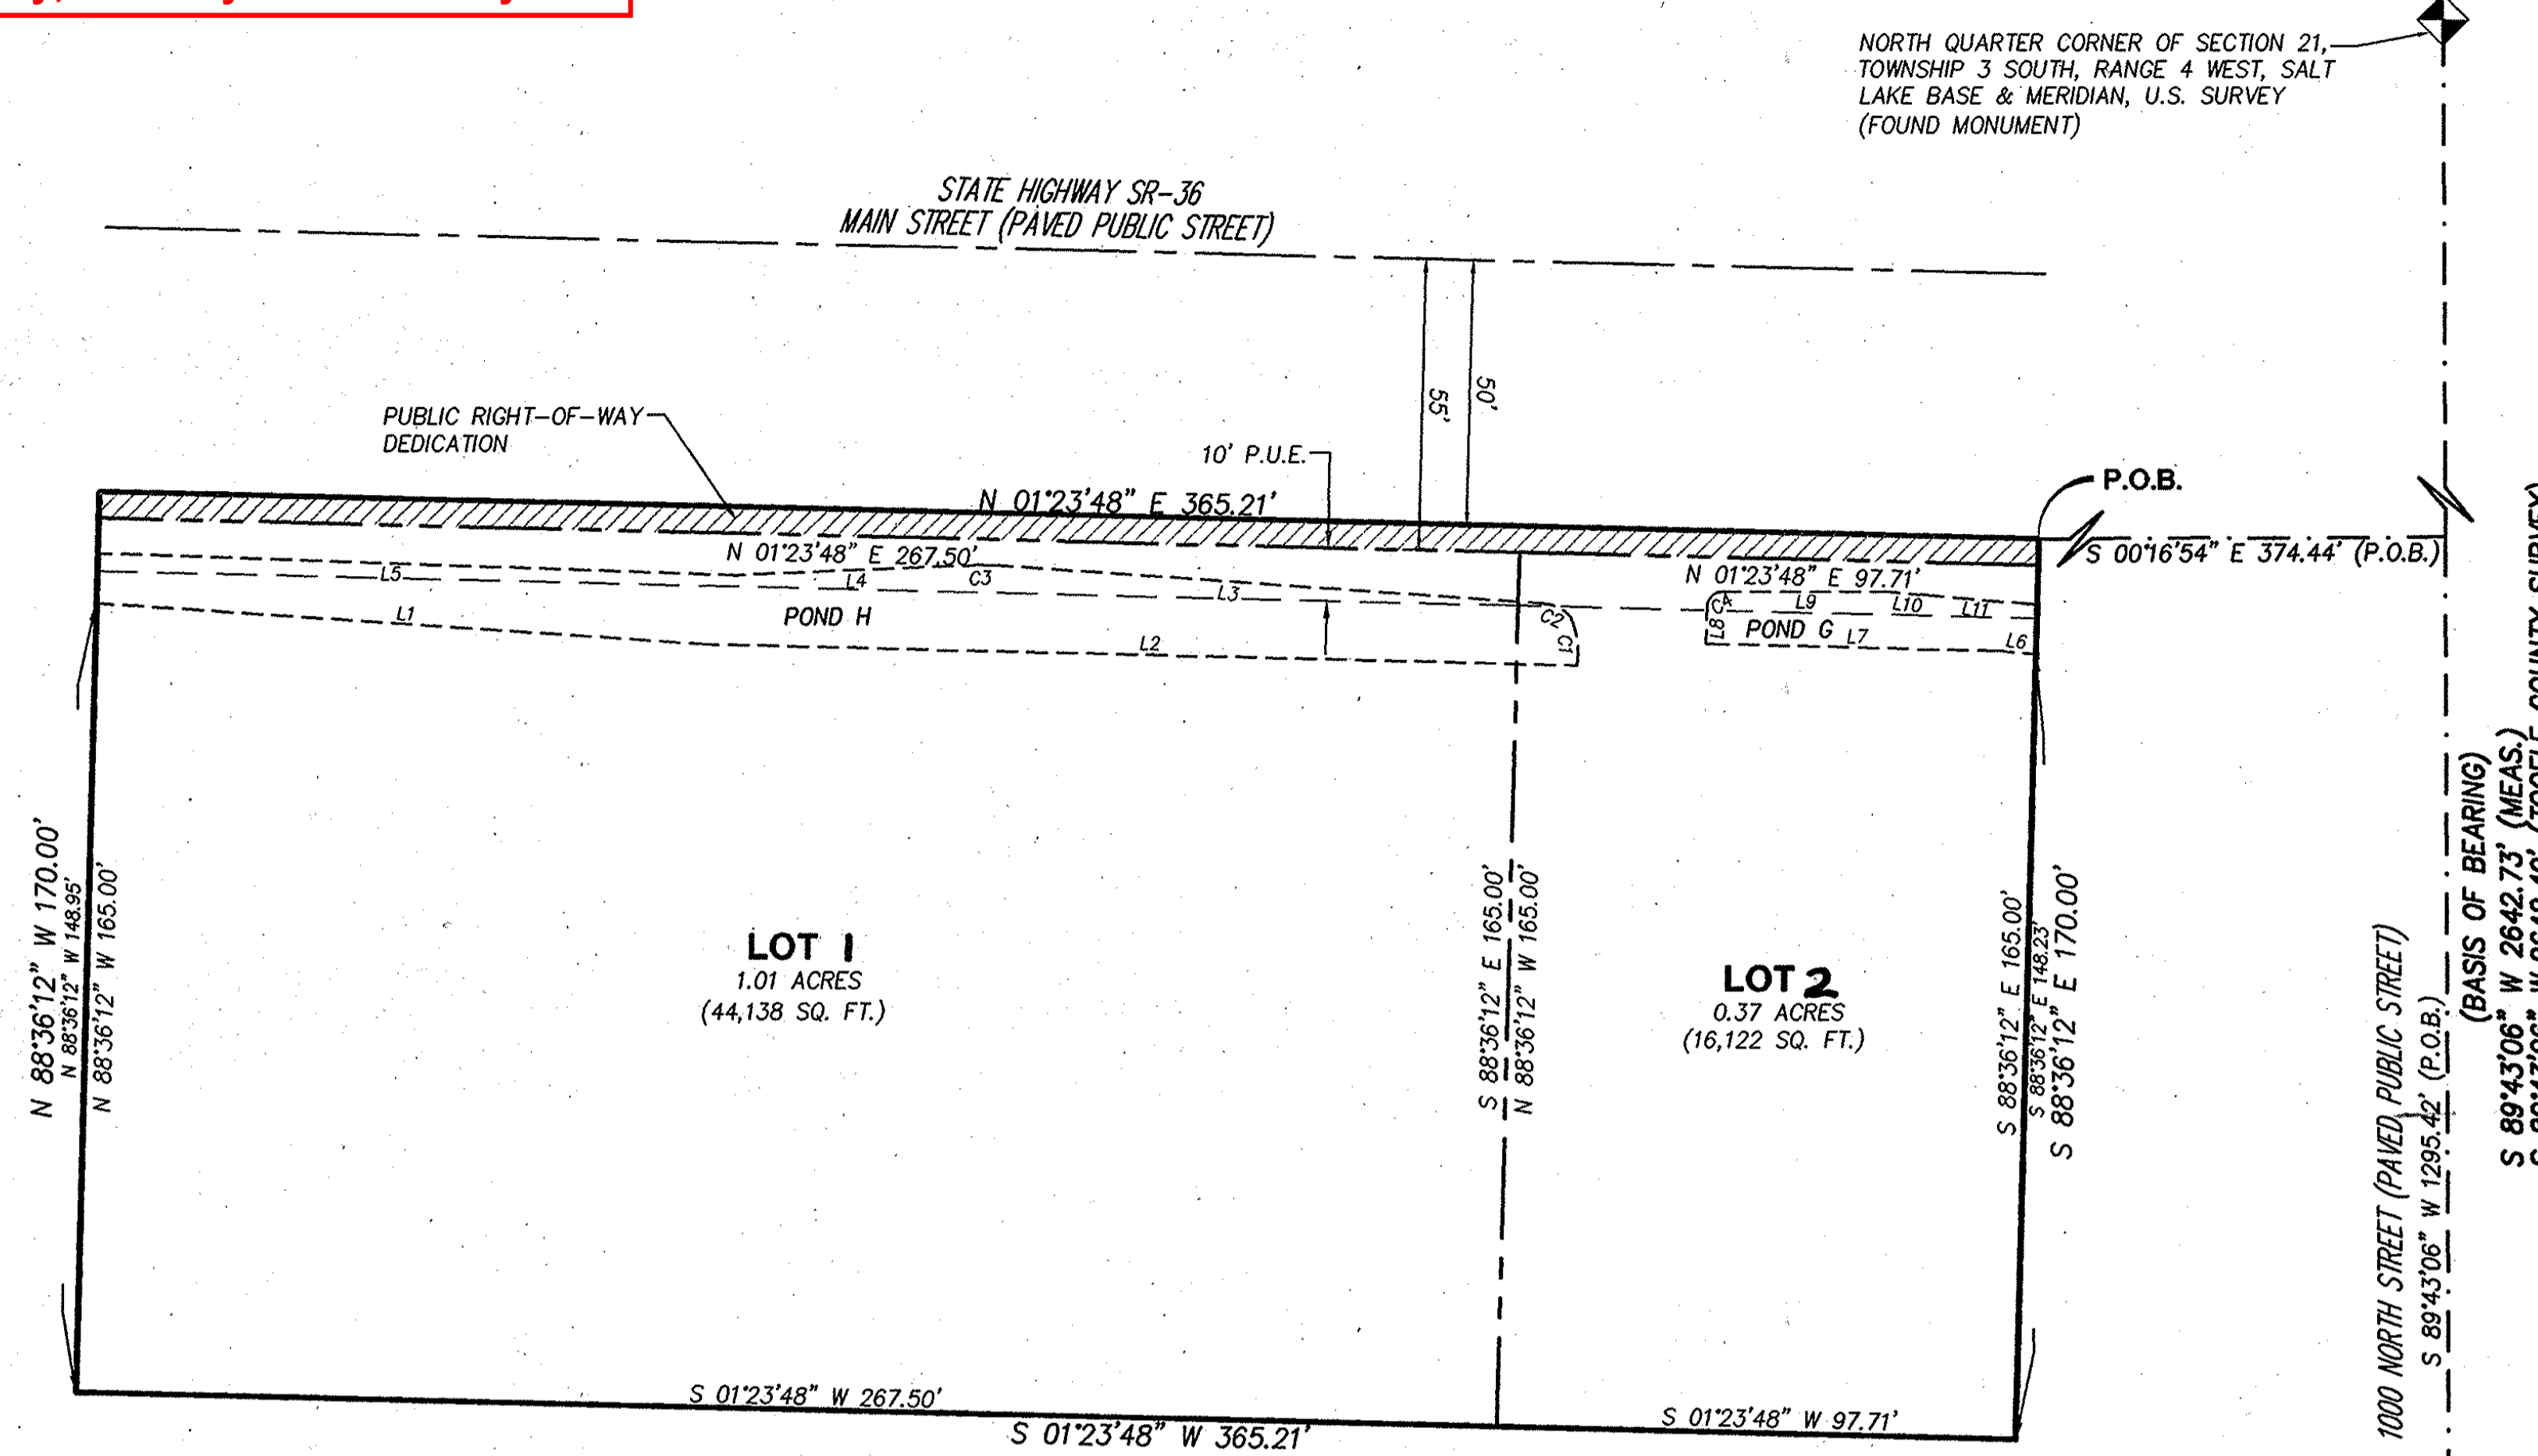 NORTH QUARTER CORNER OF SECTION 21,
TOWNSHIP 3 SOUTH, RANGE 4 WEST, SALT
LAKE BASE & MERIDIAN, U.S. SURVEY
(FOUND MONUMENT)
STATE HIGHWAY SR-36
MAIN STREET (PAVED PUBLIC STREET)
55'
50'
PUBLIC RIGHT-OF-WAY
DEDICATION
10' P.U.E.
P.O.B.
N 01°23'48" E 365.21'
S 00°16'54" E 374.44' (P.O.B.)
N 01°23'48" E 267.50'
N 01°23'48" E 97.71'
L5
L4
C3
L3
C2
C1
C4
L9
L10
L11
L1
POND H
L2
L8
POND G
L7
L6
N 88°36'12" W 170.00'
N 88°36'12" W 148.95'
N 88°36'12" W 165.00'
LOT 1
1.01 ACRES
(44,138 SQ. FT.)
S 88°36'12" E 165.00'
N 88°36'12" W 165.00'
LOT 2
0.37 ACRES
(16,122 SQ. FT.)
S 88°36'12" E 165.00'
S 88°36'12" E 148.23'
S 88°36'12" E 170.00'
1000 NORTH STREET (PAVED PUBLIC STREET)
S 89°43'06" W 1295.42' (P.O.B.)
(BASIS OF BEARING)
S 89°43'06" W 2642.73' (MEAS.)
S 01°23'48" W 267.50'
S 01°23'48" W 97.71'
S 01°23'48" W 365.21'